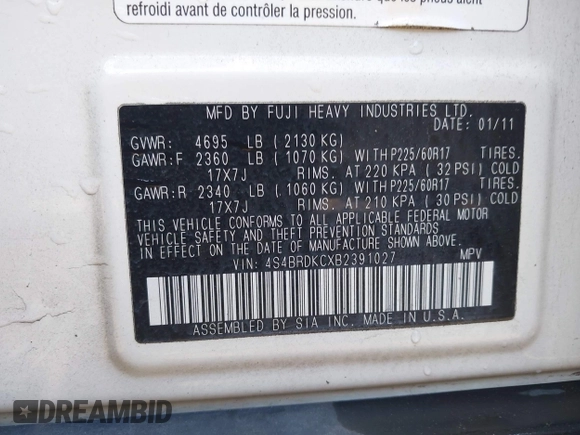 refroidi avant de contrôler la pression.
MFD BY FUJI HEAVY INDUSTRIES LTD.
DATE: 01/11
GVWR: 4695 LB (2130 KG)
GAWR:F 2360 LB (1070 KG) WITH P225/60R17 TIRES.
17X7J RIMS. AT 220 KPA (32 PSI) COLD
GAWR:R 2340 LB (1060 KG) WITH P225/60R17 TIRES.
17X7J RIMS. AT 210 KPA (30 PSI) COLD
THIS VEHICLE CONFORMS TO ALL APPLICABLE FEDERAL MOTOR
VEHICLE SAFETY AND THEFT PREVENTION STANDARDS
IN EFFECT ON THE DATE OF MANUFACTURE SHOWN ABOVE.
VIN: 4S4BRDKCXB2391027 MPV
ASSEMBLED BY SIA INC. MADE IN U.S.A.
DREAMBID